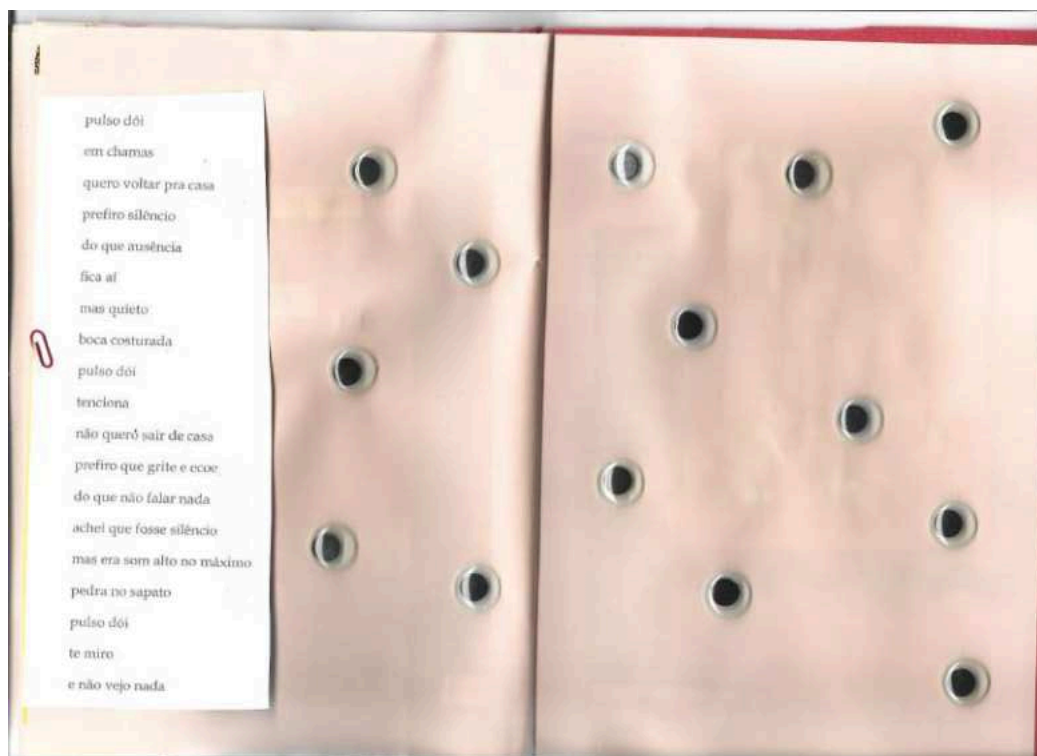 pulso dói
em chamas
quero voltar pra casa
prefiro silêncio
do que ausência
fica aí
mas quieto
boca costurada
pulso dói
tenciona
não quero sair de casa
prefiro que grite e ecoe
do que não falar nada
achei que fosse silêncio
mas era som alto no máximo
pedra no sapato
pulso dói
te miro
e não vejo nada